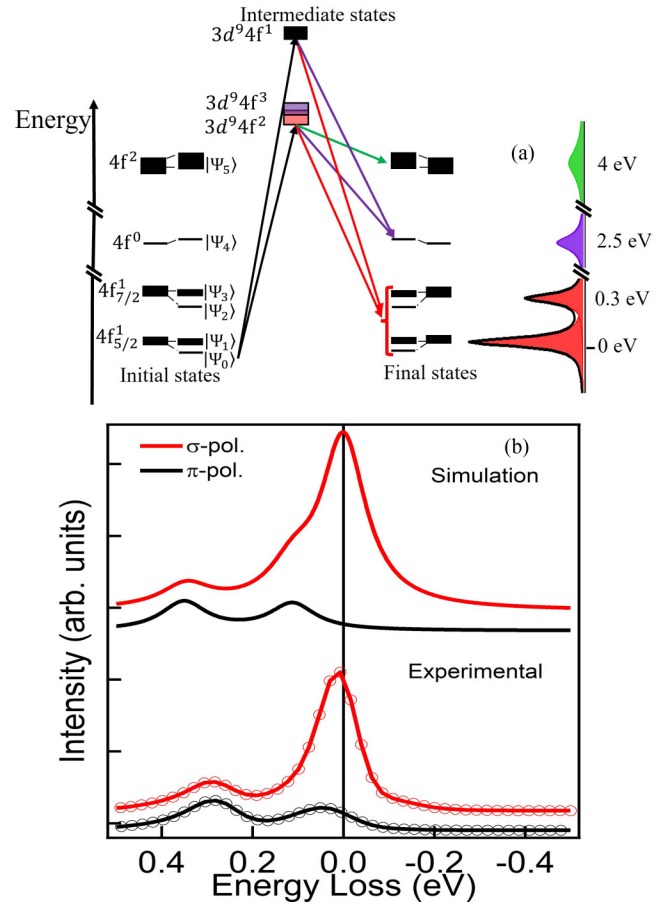 Intermediate states
3d⁹4f¹
3d⁹4f³
3d⁹4f²
Energy
(a)
4f²
|Ψ₅⟩
4 eV
4f⁰
|Ψ₄⟩
2.5 eV
4f¹₇/₂
|Ψ₃⟩
|Ψ₂⟩
0.3 eV
4f¹₅/₂
|Ψ₁⟩
|Ψ₀⟩
0 eV
Initial states
Final states
σ-pol.
π-pol.
(b)
Simulation
Experimental
Intensity (arb. units)
0.4 0.2 0.0 -0.2 -0.4
Energy Loss (eV)